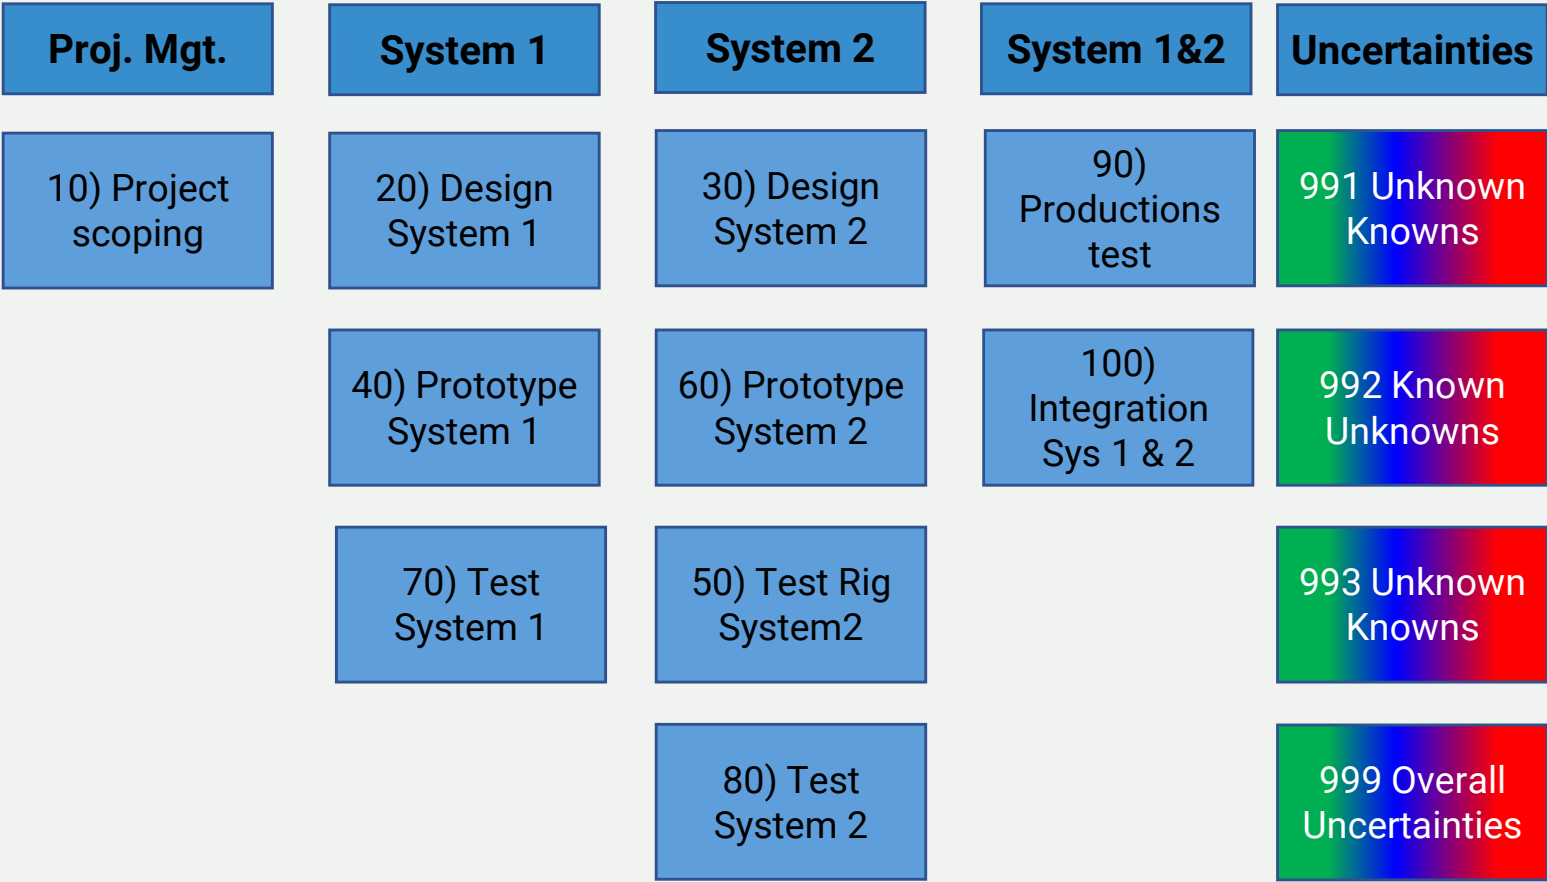 Proj. Mgt.
System 1
System 2
System 1&2
Uncertainties
10) Project
scoping
20) Design
System 1
30) Design
System 2
90)
Productions
test
991 Unknown
Knowns
40) Prototype
System 1
60) Prototype
System 2
100)
Integration
Sys 1 & 2
992 Known
Unknowns
70) Test
System 1
50) Test Rig
System2
993 Unknown
Knowns
80) Test
System 2
999 Overall
Uncertainties